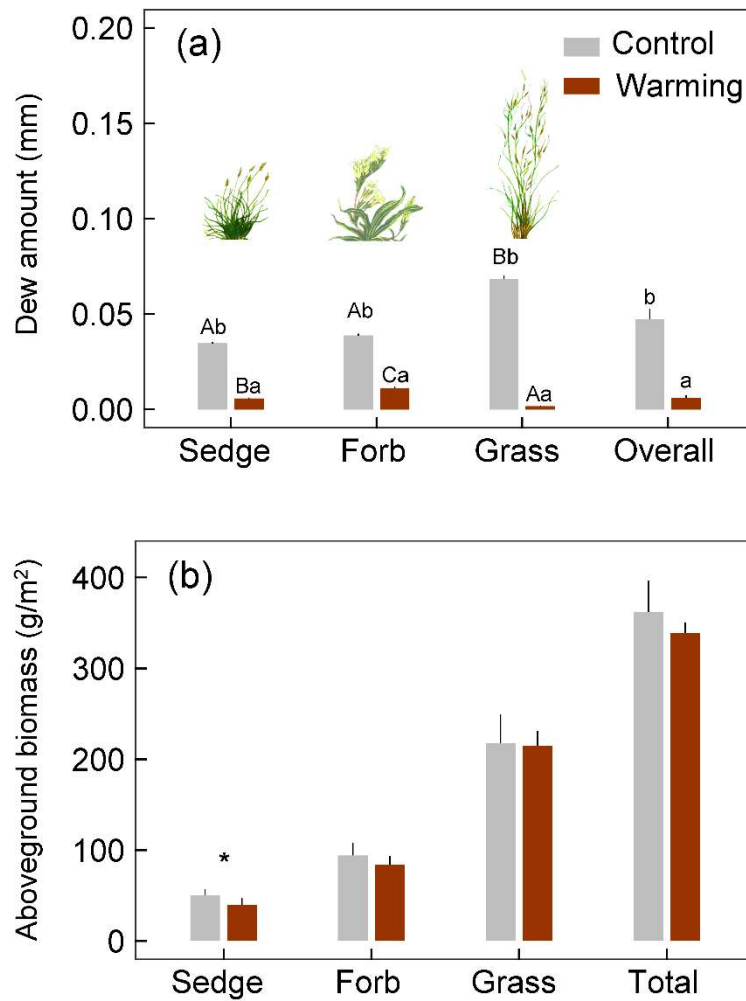 (a)
Control
Warming
Dew amount (mm)
0.20
0.15
0.10
0.05
0.00
Ab
Ba
Ab
Ca
Bb
Aa
b
a
Sedge Forb Grass Overall
(b)
Aboveground biomass (g/m²)
400
300
200
100
0
*
Sedge Forb Grass Total